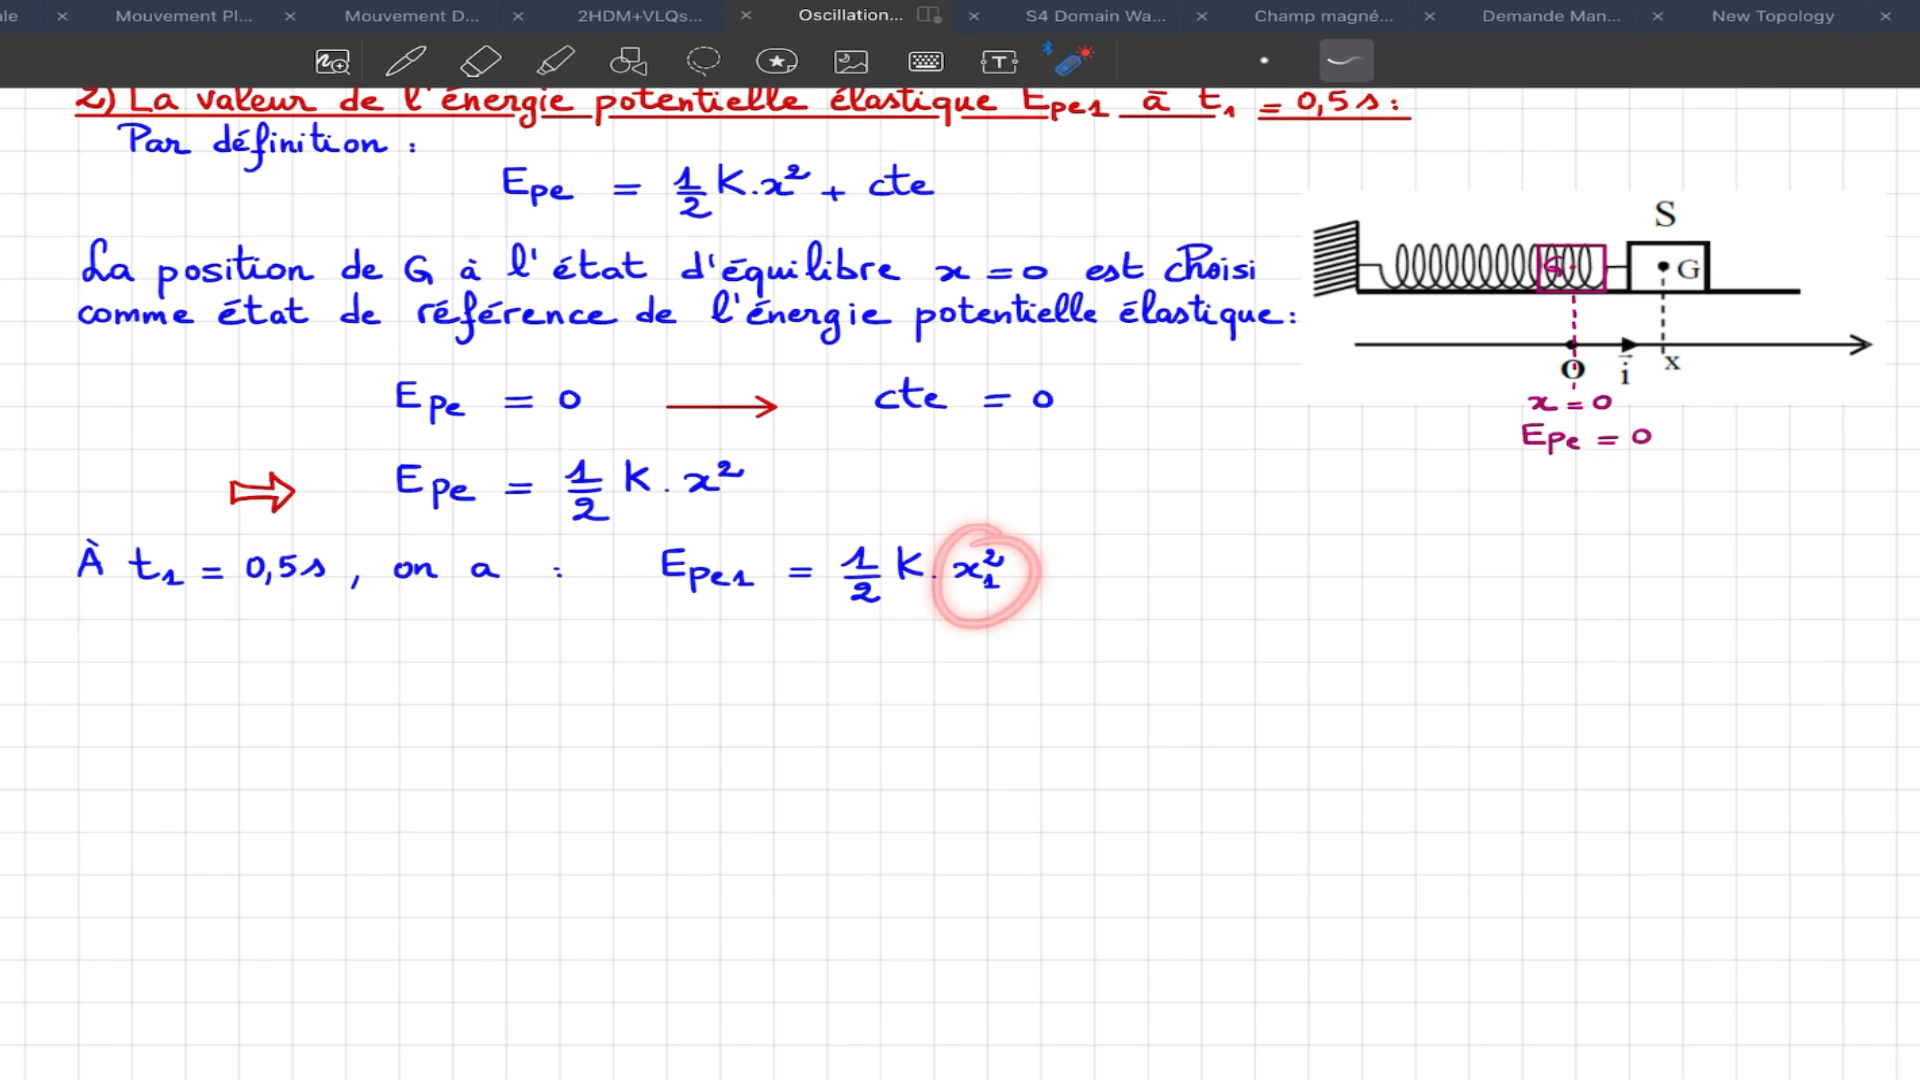 ale
Mouvement Pl...
Mouvement D...
2HDM+VLQs...
Oscillation...
S4 Domain Wa...
Champ magné...
Demande Man...
New Topology
2) La valeur de l'énergie potentielle élastique Epe1 à t1 = 0,5s :
Par définition :
Epe = 1/2 K.x² + cte
La position de G à l'état d'équilibre x = 0 est choisi
comme état de référence de l'énergie potentielle élastique :
Epe = 0 ⟶ cte = 0
⇨ Epe = 1/2 K . x²
À t1 = 0,5s , on a : Epe1 = 1/2 K . x1²
S
G
G
O
i⃗
x
x = 0
Epe = 0